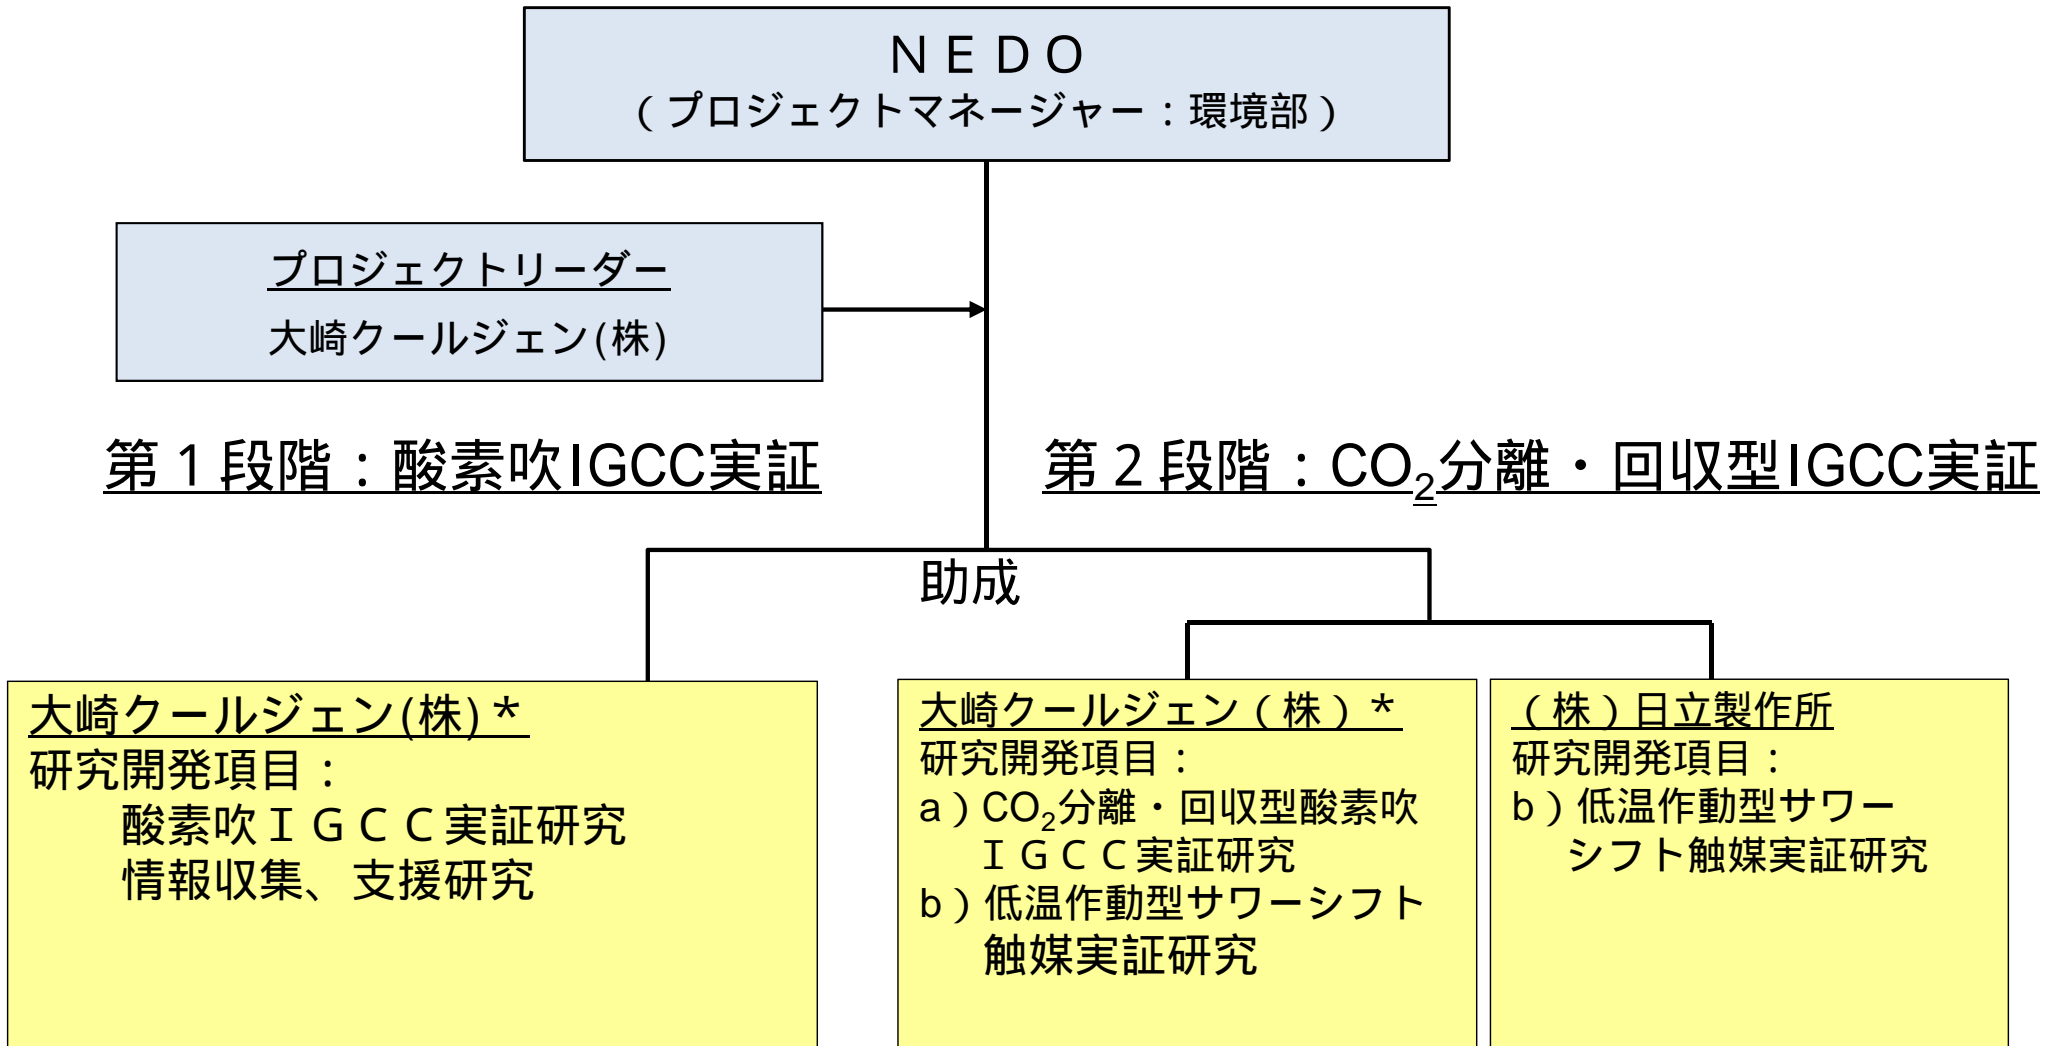 ＮＥＤＯ
（プロジェクトマネージャー：環境部）
プロジェクトリーダー
大崎クールジェン(株)
第１段階：酸素吹IGCC実証
第２段階：CO₂分離・回収型IGCC実証
助成
大崎クールジェン(株)*
研究開発項目：
酸素吹ＩＧＣＣ実証研究
情報収集、支援研究
大崎クールジェン（株）*
研究開発項目：
a）CO₂分離・回収型酸素吹
ＩＧＣＣ実証研究
b）低温作動型サワーシフト
触媒実証研究
（株）日立製作所
研究開発項目：
b）低温作動型サワー
シフト触媒実証研究